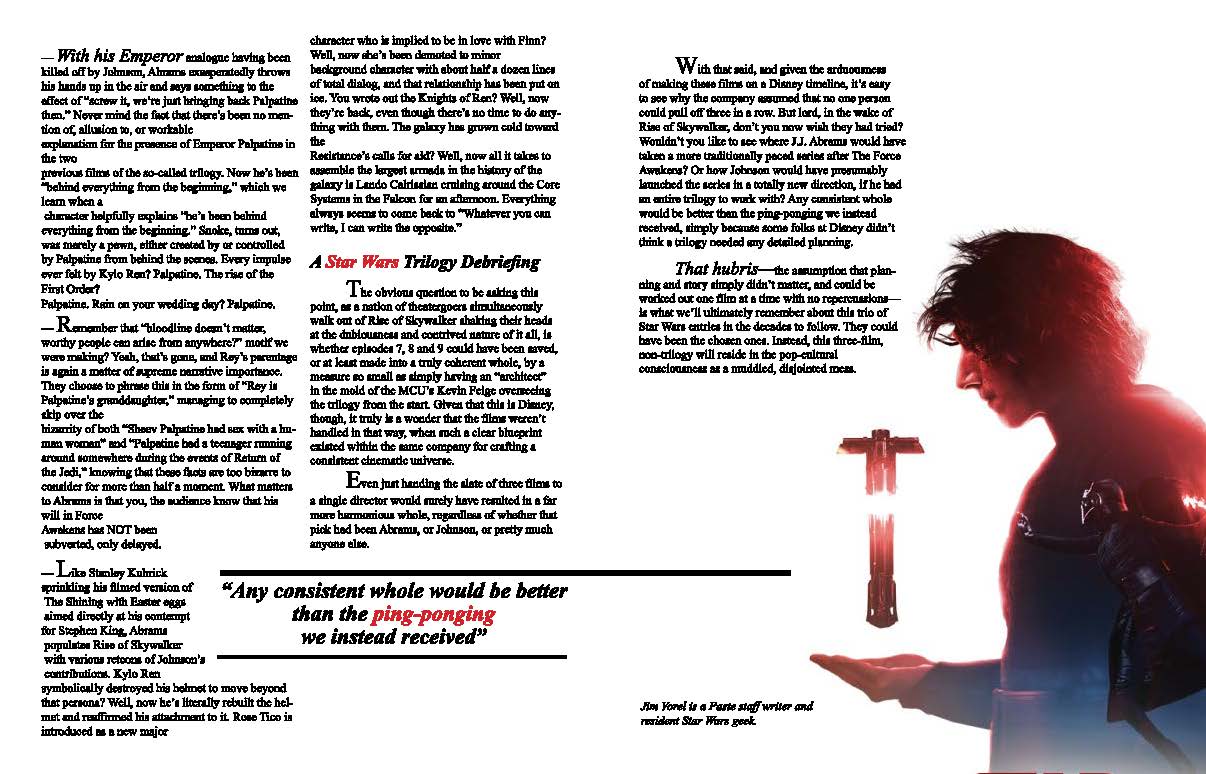 — With his Emperor analogue having been
killed off by Johnson, Abrams exasperatedly throws
his hands up in the air and says something to the
effect of “screw it, we’re just bringing back Palpatine
then.” Never mind the fact that there’s been no men-
tion of, allusion to, or workable
explanation for the presence of Emperor Palpatine in
the two
previous films of the so-called trilogy. Now he’s been
“behind everything from the beginning,” which we
learn when a
character helpfully explains “he’s been behind
everything from the beginning.” Snoke, turns out,
was merely a pawn, either created by or controlled
by Palpatine from behind the scenes. Every impulse
ever felt by Kylo Ren? Palpatine. The rise of the
First Order?
Palpatine. Rain on your wedding day? Palpatine.
— Remember that “bloodline doesn’t matter,
worthy people can arise from anywhere?” motif we
were making? Yeah, that’s gone, and Rey’s parentage
is again a matter of supreme narrative importance.
They choose to phrase this in the form of “Rey is
Palpatine’s granddaughter,” managing to completely
skip over the
bizarrity of both “Sheev Palpatine had sex with a hu-
man woman” and “Palpatine had a teenager running
around somewhere during the events of Return of
the Jedi,” knowing that these facts are too bizarre to
consider for more than half a moment. What matters
to Abrams is that you, the audience know that his
will in Force
Awakens has NOT been
subverted, only delayed.
— Like Stanley Kubrick
sprinkling his filmed version of
The Shining with Easter eggs
aimed directly at his contempt
for Stephen King, Abrams
populates Rise of Skywalker
with various retcons of Johnson’s
contributions. Kylo Ren
symbolically destroyed his helmet to move beyond
that persona? Well, now he’s literally rebuilt the hel-
met and reaffirmed his attachment to it. Rose Tico is
introduced as a new major
character who is implied to be in love with Finn?
Well, now she’s been demoted to minor
background character with about half a dozen lines
of total dialog, and that relationship has been put on
ice. You wrote out the Knights of Ren? Well, now
they’re back, even though there’s no time to do any-
thing with them. The galaxy has grown cold toward
the
Resistance’s calls for aid? Well, now all it takes to
assemble the largest armada in the history of the
galaxy is Lando Calrissian cruising around the Core
Systems in the Falcon for an afternoon. Everything
always seems to come back to “Whatever you can
write, I can write the opposite.”
A Star Wars Trilogy Debriefing
The obvious question to be asking this
point, as a nation of theatergoers simultaneously
walk out of Rise of Skywalker shaking their heads
at the dubiousness and contrived nature of it all, is
whether episodes 7, 8 and 9 could have been saved,
or at least made into a truly coherent whole, by a
measure so small as simply having an “architect”
in the mold of the MCU’s Kevin Feige overseeing
the trilogy from the start. Given that this is Disney,
though, it truly is a wonder that the films weren’t
handled in that way, when such a clear blueprint
existed within the same company for crafting a
consistent cinematic universe.
Even just handing the slate of three films to
a single director would surely have resulted in a far
more harmonious whole, regardless of whether that
pick had been Abrams, or Johnson, or pretty much
anyone else.
“Any consistent whole would be better
than the ping-ponging
we instead received”
With that said, and given the arduousness
of making these films on a Disney timeline, it’s easy
to see why the company assumed that no one person
could pull off three in a row. But lord, in the wake of
Rise of Skywalker, don’t you now wish they had tried?
Wouldn’t you like to see where J.J. Abrams would have
taken a more traditionally paced series after The Force
Awakens? Or how Johnson would have presumably
launched the series in a totally new direction, if he had
an entire trilogy to work with? Any consistent whole
would be better than the ping-ponging we instead
received, simply because some folks at Disney didn’t
think a trilogy needed any detailed planning.
That hubris—the assumption that plan-
ning and story simply didn’t matter, and could be
worked out one film at a time with no repercussions—
is what we’ll ultimately remember about this trio of
Star Wars entries in the decades to follow. They could
have been the chosen ones. Instead, this three-film,
non-trilogy will reside in the pop-cultural
consciousness as a muddled, disjointed mess.
Jim Vorel is a Paste staff writer and
resident Star Wars geek.